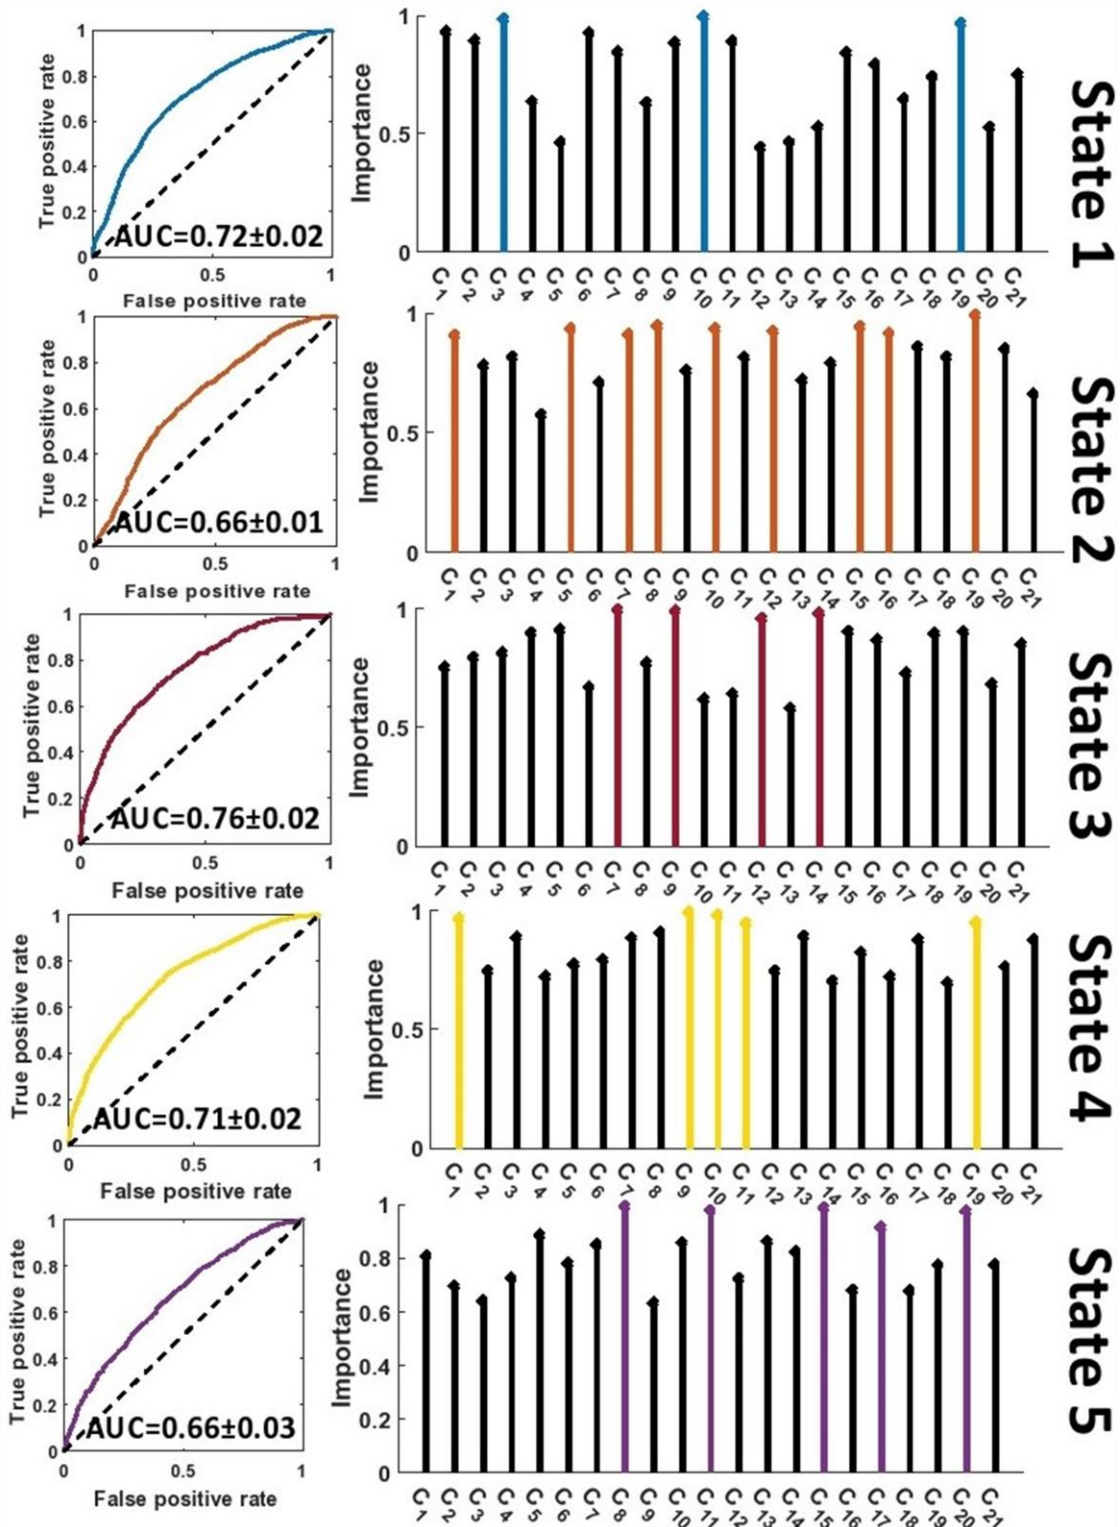 1
0.8
0.6
0.4
0.2
0
True positive rate
AUC=0.72±0.02
0 0.5 1
False positive rate
1
0.5
0
Importance
C1 C2 C3 C4 C5 C6 C7 C8 C9 C10 C11 C12 C13 C14 C15 C16 C17 C18 C19 C20 C21
State 1
1
0.8
0.6
0.4
0.2
0
True positive rate
AUC=0.66±0.01
0 0.5 1
False positive rate
1
0.5
0
Importance
C1 C2 C3 C4 C5 C6 C7 C8 C9 C10 C11 C12 C13 C14 C15 C16 C17 C18 C19 C20 C21
State 2
1
0.8
0.6
0.4
0.2
0
True positive rate
AUC=0.76±0.02
0 0.5 1
False positive rate
1
0.5
0
Importance
C1 C2 C3 C4 C5 C6 C7 C8 C9 C10 C11 C12 C13 C14 C15 C16 C17 C18 C19 C20 C21
State 3
1
0.8
0.6
0.4
0.2
0
True positive rate
AUC=0.71±0.02
0 0.5 1
False positive rate
1
0.5
0
Importance
C1 C2 C3 C4 C5 C6 C7 C8 C9 C10 C11 C12 C13 C14 C15 C16 C17 C18 C19 C20 C21
State 4
1
0.8
0.6
0.4
0.2
0
True positive rate
AUC=0.66±0.03
0 0.5 1
False positive rate
1
0.8
0.6
0.4
0.2
0
Importance
C1 C2 C3 C4 C5 C6 C7 C8 C9 C10 C11 C12 C13 C14 C15 C16 C17 C18 C19 C20 C21
State 5